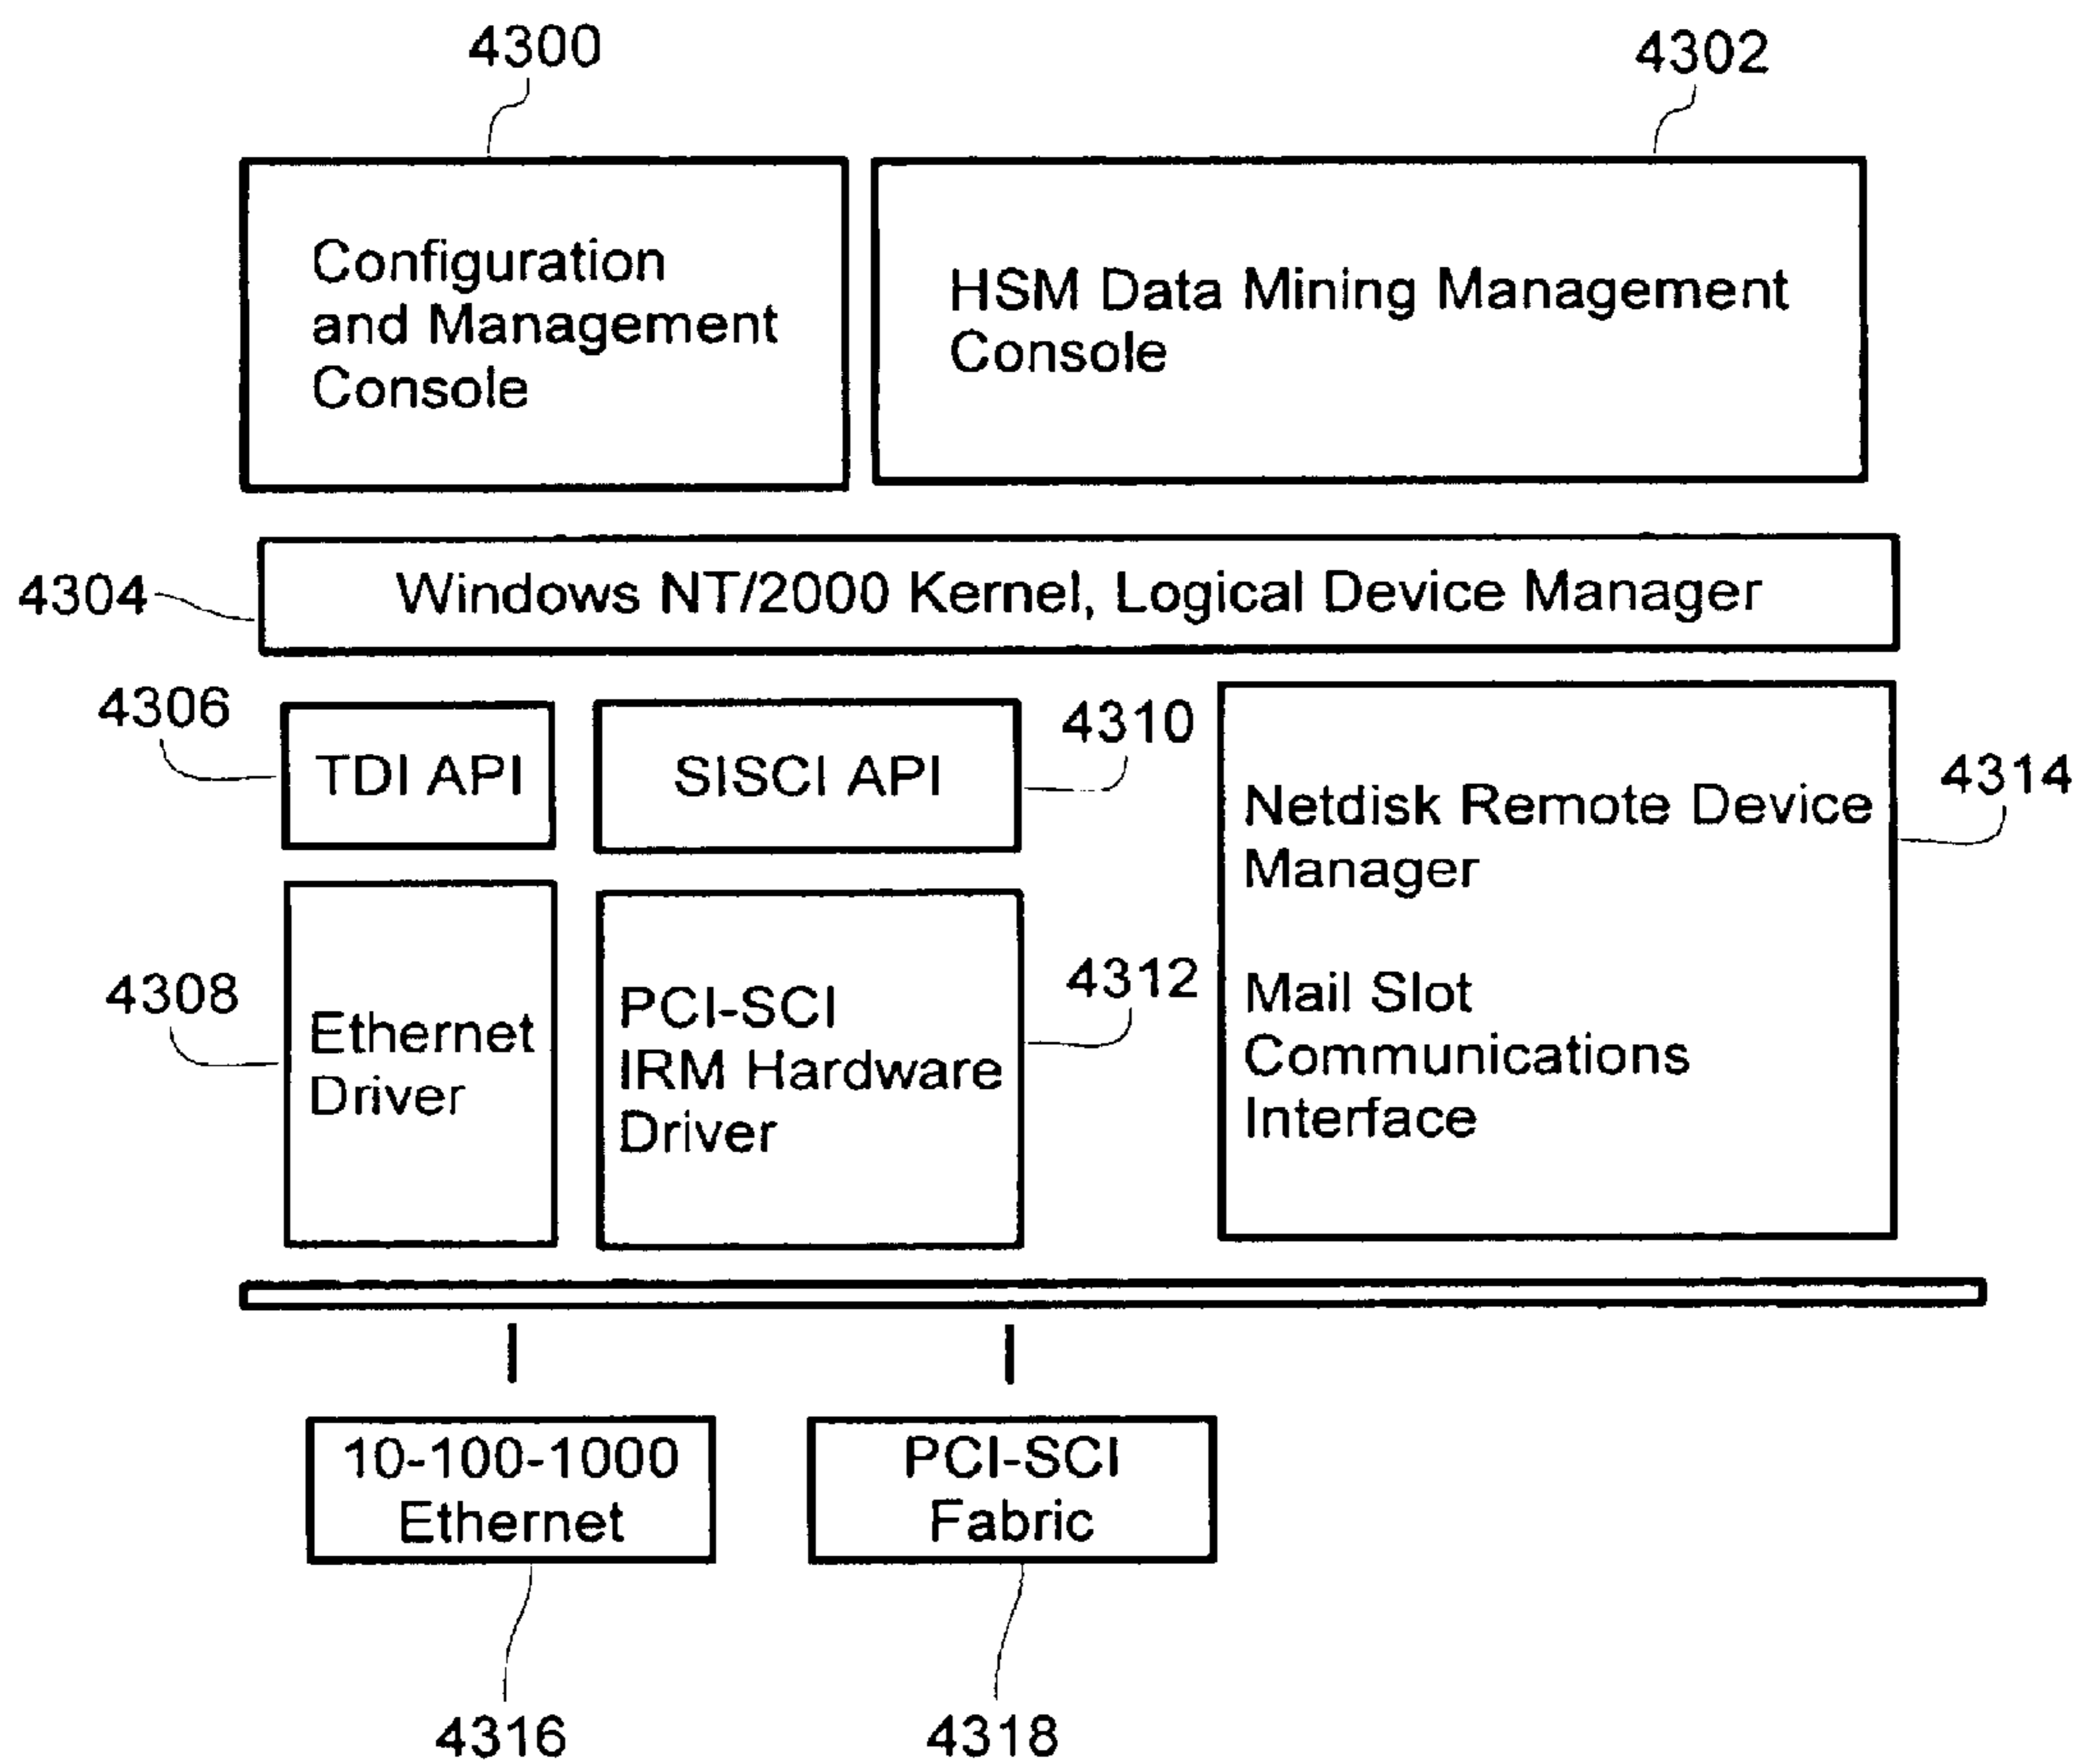 4300
4302
Configuration
and Management
Console
HSM Data Mining Management
Console
4304
Windows NT/2000 Kernel, Logical Device Manager
4306
TDI API
SISCI API
4310
4314
Netdisk Remote Device
Manager
Mail Slot
Communications
Interface
4308
Ethernet
Driver
PCI-SCI
IRM Hardware
Driver
4312
10-100-1000
Ethernet
PCI-SCI
Fabric
4316
4318